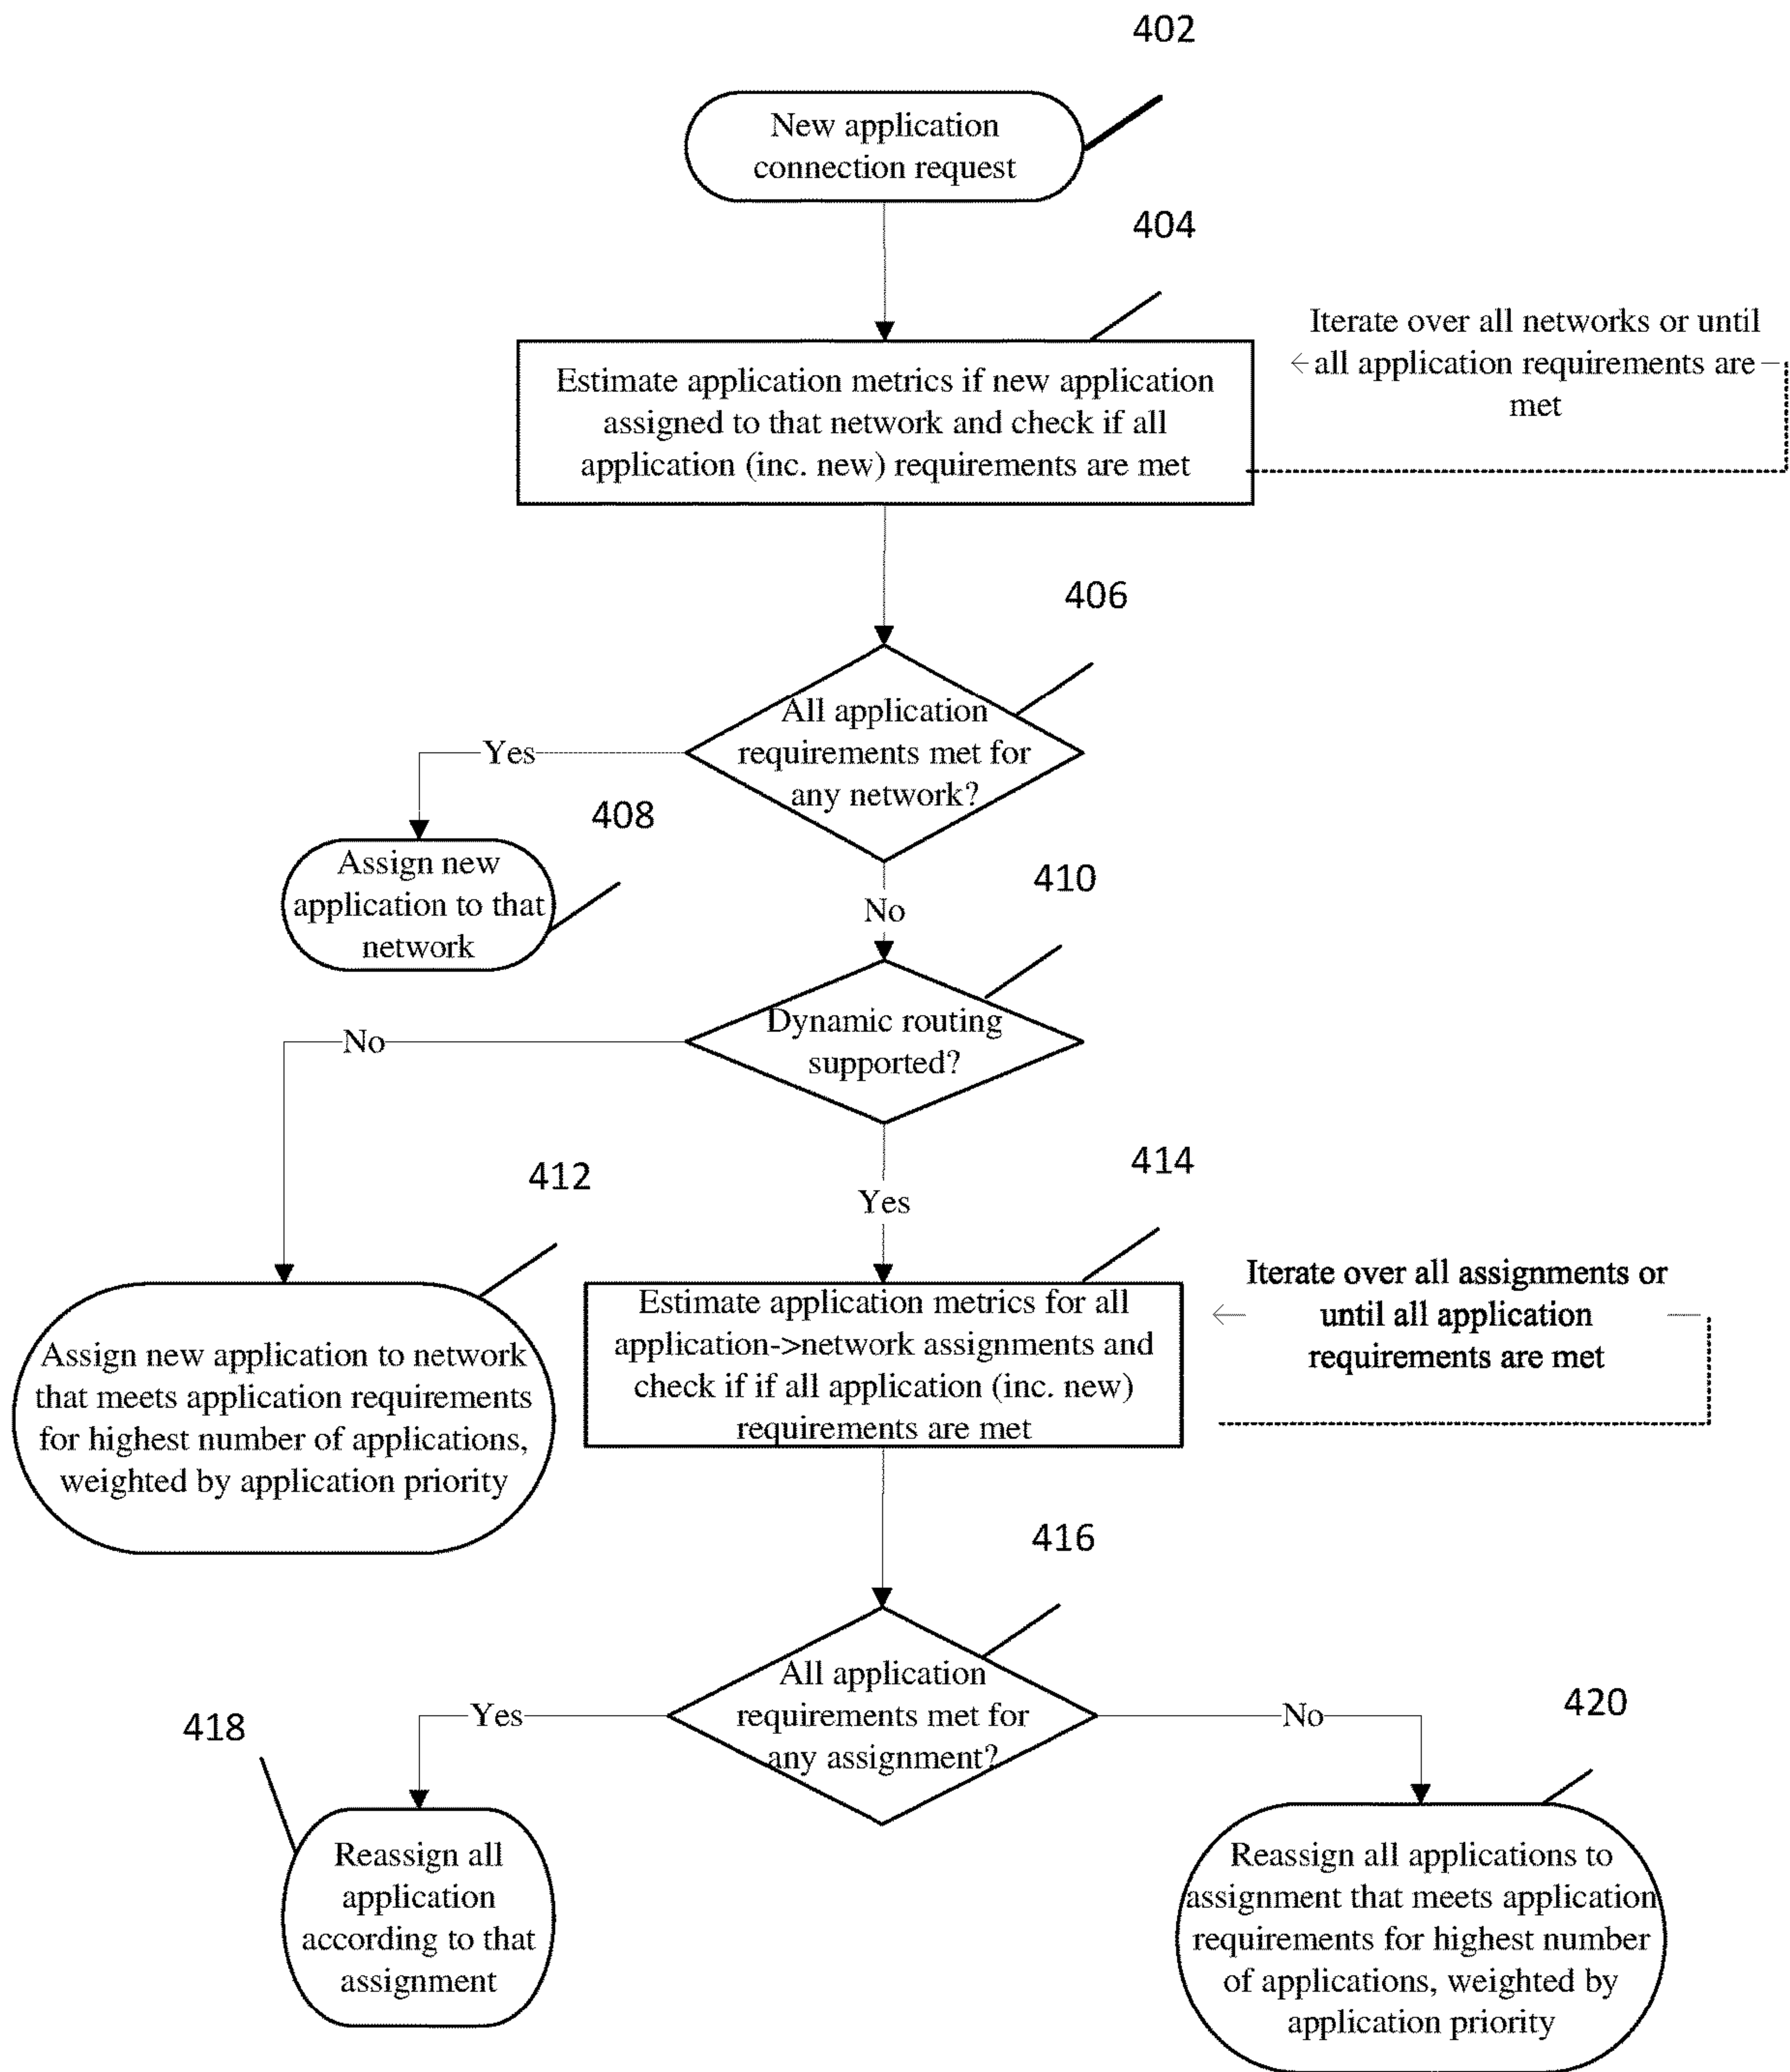 402
New application
connection request
404
Iterate over all networks or until
all application requirements are
met
Estimate application metrics if new application
assigned to that network and check if all
application (inc. new) requirements are met
406
All application
requirements met for
any network?
Yes
408
Assign new
application to that
network
No
410
Dynamic routing
supported?
No
412
Assign new application to network
that meets application requirements
for highest number of applications,
weighted by application priority
Yes
414
Iterate over all assignments or
until all application
requirements are met
Estimate application metrics for all
application->network assignments and
check if if all application (inc. new)
requirements are met
416
All application
requirements met for
any assignment?
Yes
418
Reassign all
application
according to that
assignment
No
420
Reassign all applications to
assignment that meets application
requirements for highest number
of applications, weighted by
application priority